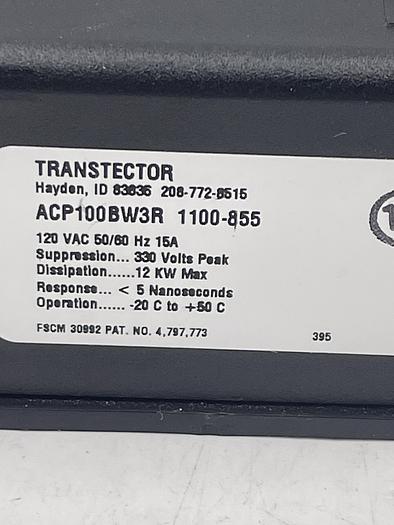 TRANSTECTOR
Hayden, ID 83835 208-772-8515
ACP100BW3R 1100-855
120 VAC 50/60 Hz 15A
Suppression... 330 Volts Peak
Dissipation......12 KW Max
Response... < 5 Nanoseconds
Operation...... -20 C to +50 C
FSCM 30992 PAT. NO. 4,797,773
395